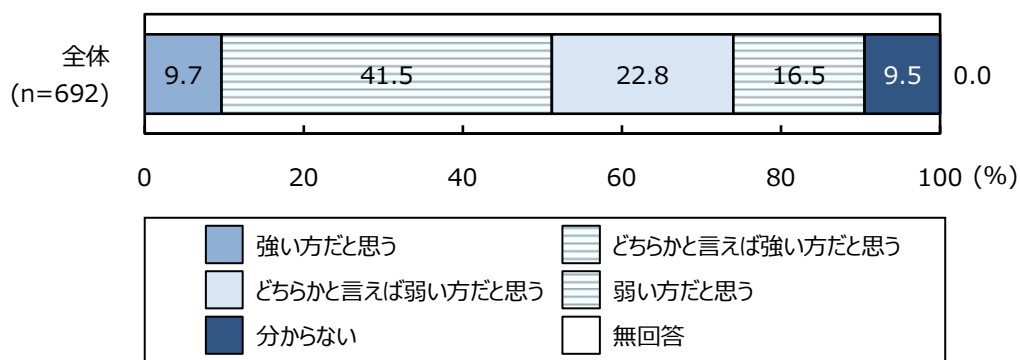 全体
(n=692)
9.7 41.5 22.8 16.5 9.5 0.0
0 20 40 60 80 100 (%)
強い方だと思う どちらかと言えば強い方だと思う
どちらかと言えば弱い方だと思う 弱い方だと思う
分からない 無回答